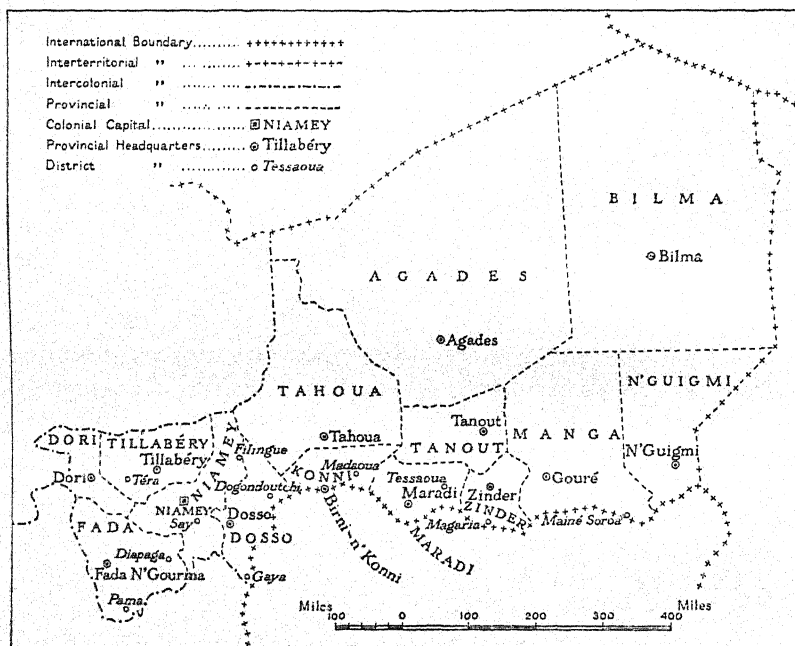 International Boundary.........
Interterritorial " ... ........
Intercolonial " ... ... ...
Provincial " ... ... ...
Colonial Capital................ NIAMEY
Provincial Headquarters........ Tillabéry
District " ............... Tessaoua
BILMA
Bilma
AGADES
Agades
TAHOUA
N'GUIGMI
Tanout
TANOUT
MANGA
DORI
TILLABÉRY
Tillabéry
Filingue
Tahoua
N'Guigmi
Dori
Téra
NIAMEY
KONNI
Madaoua
Tessaoua
Gouré
Dogondoutchi
Maradi
Zinder
NIAMEY
Say
Birni-n'Konni
ZINDER
FADA
Dosso
Magaria
Mainé Soroa
DOSSO
MARADI
Diapaga
Fada N'Gourma
Gaya
Pama
Miles
Miles
100 0 100 200 300 400